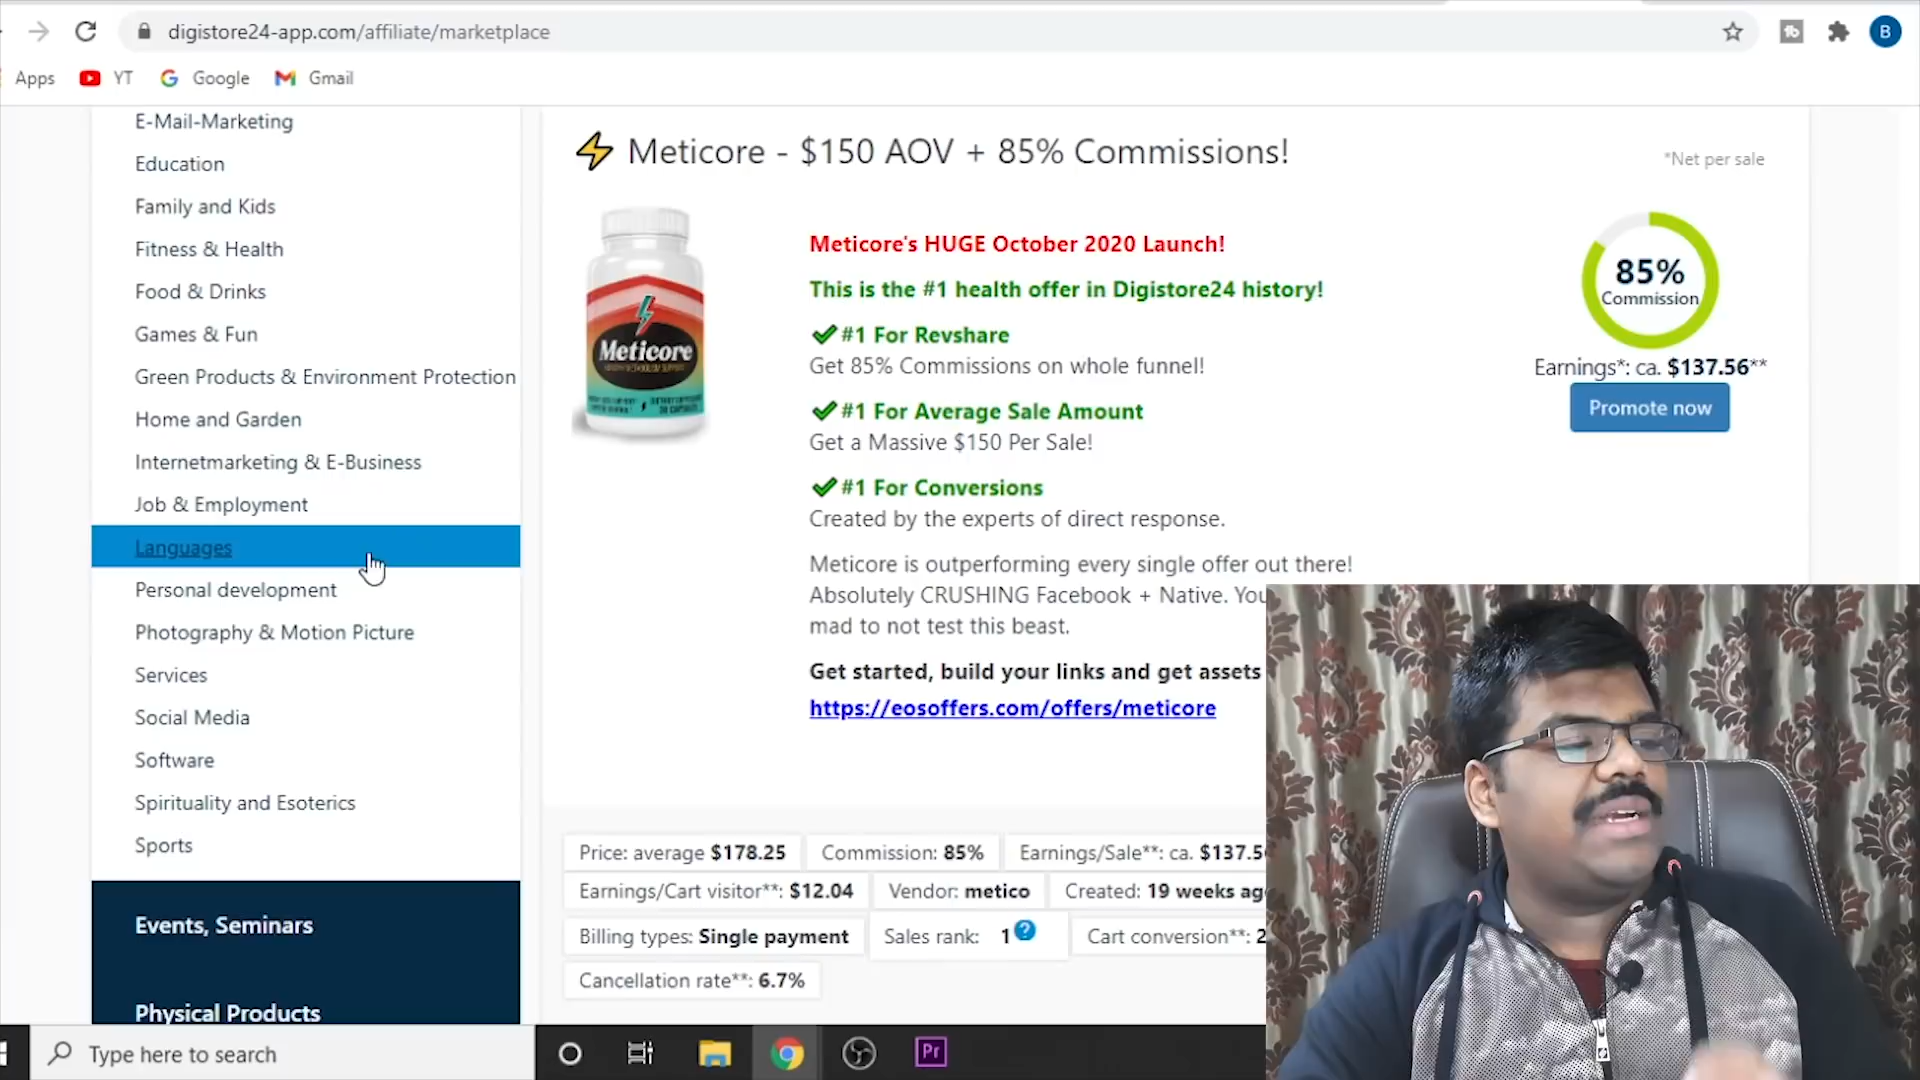 digistore24-app.com/affiliate/marketplace
B
Apps
YT
Google
Gmail
E-Mail-Marketing
Education
Family and Kids
Fitness & Health
Food & Drinks
Games & Fun
Green Products & Environment Protection
Home and Garden
Internetmarketing & E-Business
Job & Employment
Languages
Personal development
Photography & Motion Picture
Services
Social Media
Software
Spirituality and Esoterics
Sports
Events, Seminars
Physical Products
Meticore - $150 AOV + 85% Commissions!
*Net per sale
Meticore
Meticore's HUGE October 2020 Launch!
This is the #1 health offer in Digistore24 history!
#1 For Revshare
Get 85% Commissions on whole funnel!
#1 For Average Sale Amount
Get a Massive $150 Per Sale!
#1 For Conversions
Created by the experts of direct response.
Meticore is outperforming every single offer out there!
Absolutely CRUSHING Facebook + Native. You
mad to not test this beast.
Get started, build your links and get assets
https://eosoffers.com/offers/meticore
85%
Commission
Earnings*: ca. $137.56**
Promote now
Price: average $178.25
Commission: 85%
Earnings/Sale**: ca. $137.5
Earnings/Cart visitor**: $12.04
Vendor: metico
Created: 19 weeks ag
Billing types: Single payment
Sales rank: 1
?
Cart conversion**: 2
Cancellation rate**: 6.7%
Type here to search
Pr